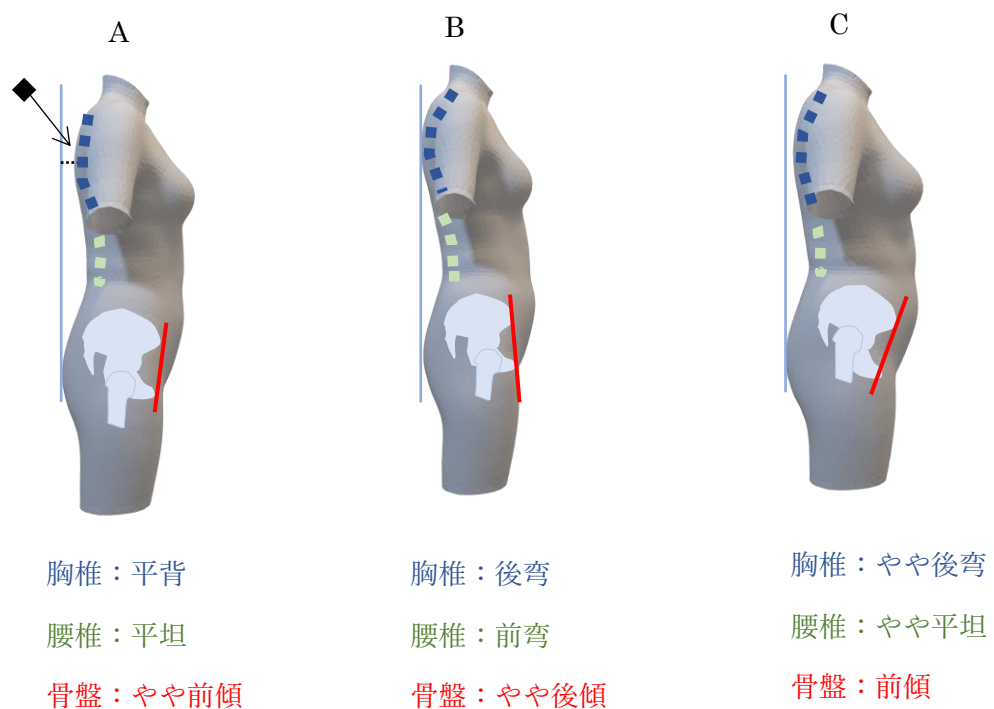 A
B
C
胸椎：平背
腰椎：平坦
骨盤：やや前傾
胸椎：後弯
腰椎：前弯
骨盤：やや後傾
胸椎：やや後弯
腰椎：やや平坦
骨盤：前傾